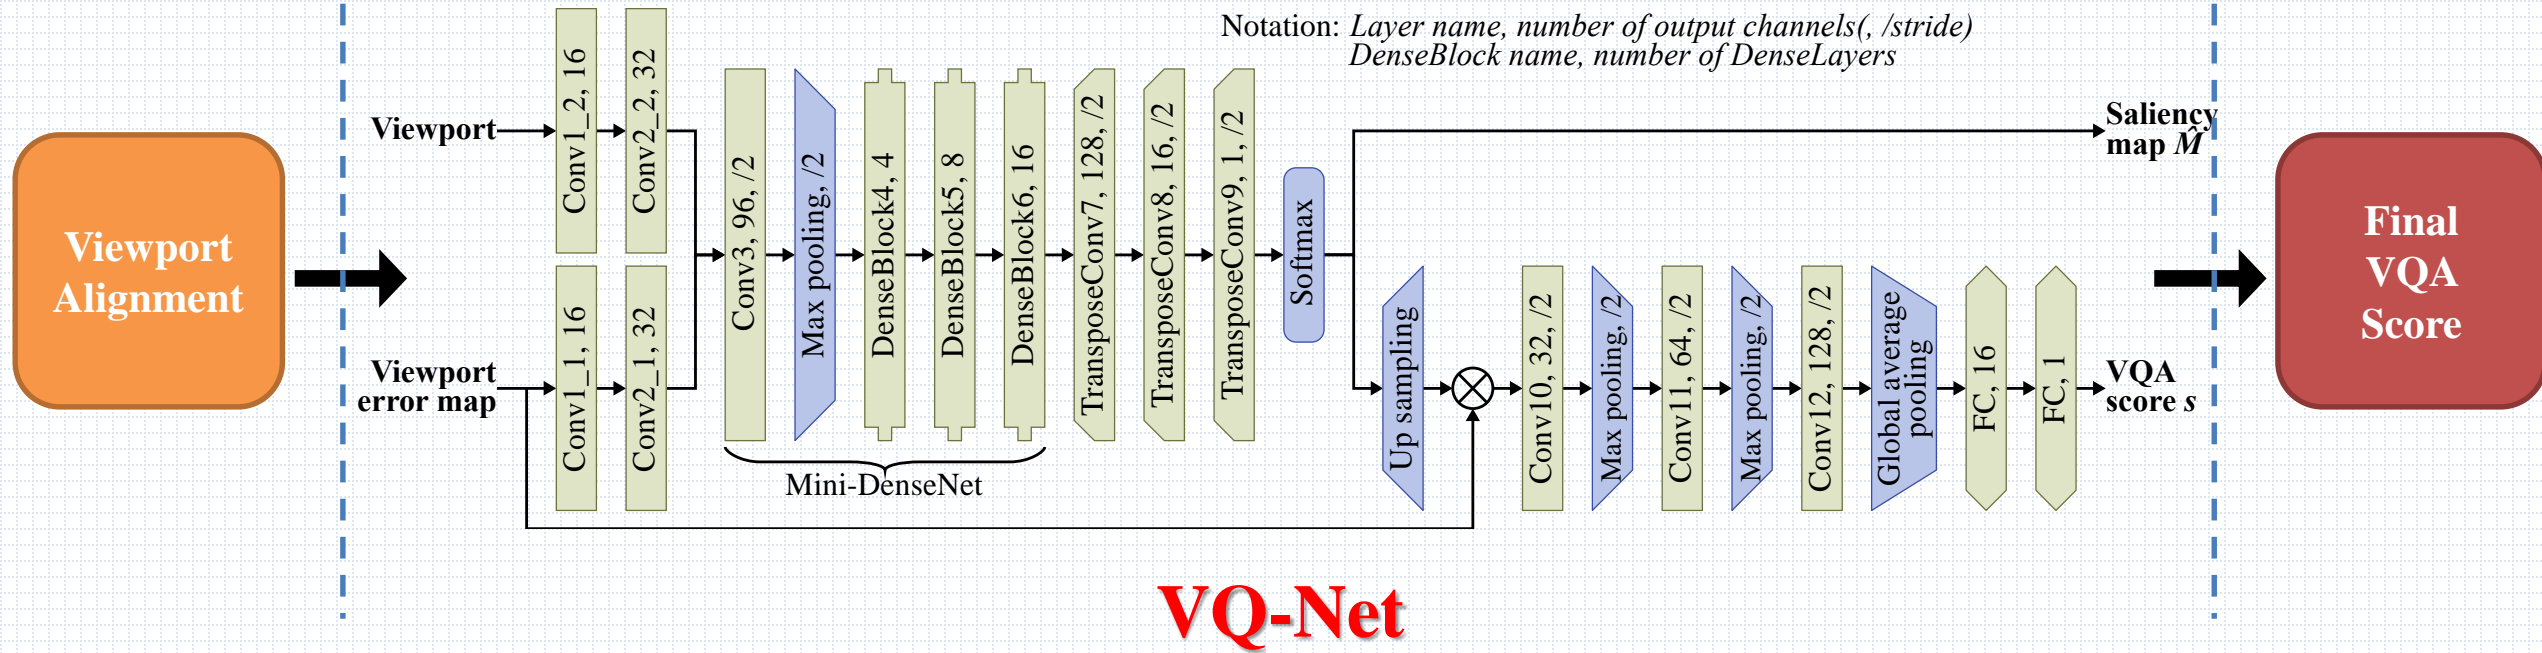 Notation: Layer name, number of output channels(, /stride)
DenseBlock name, number of DenseLayers
Viewport
Alignment
Viewport
Viewport
error map
Conv1_2, 16
Conv2_2, 32
Conv1_1, 16
Conv2_1, 32
Conv3, 96, /2
Max pooling, /2
DenseBlock4, 4
DenseBlock5, 8
DenseBlock6, 16
Mini-DenseNet
TransposeConv7, 128, /2
TransposeConv8, 16, /2
TransposeConv9, 1, /2
Softmax
Saliency
map M̂
Up sampling
Conv10, 32, /2
Max pooling, /2
Conv11, 64, /2
Max pooling, /2
Conv12, 128, /2
Global average
pooling
FC, 16
FC, 1
VQA
score s
Final
VQA
Score
VQ-Net